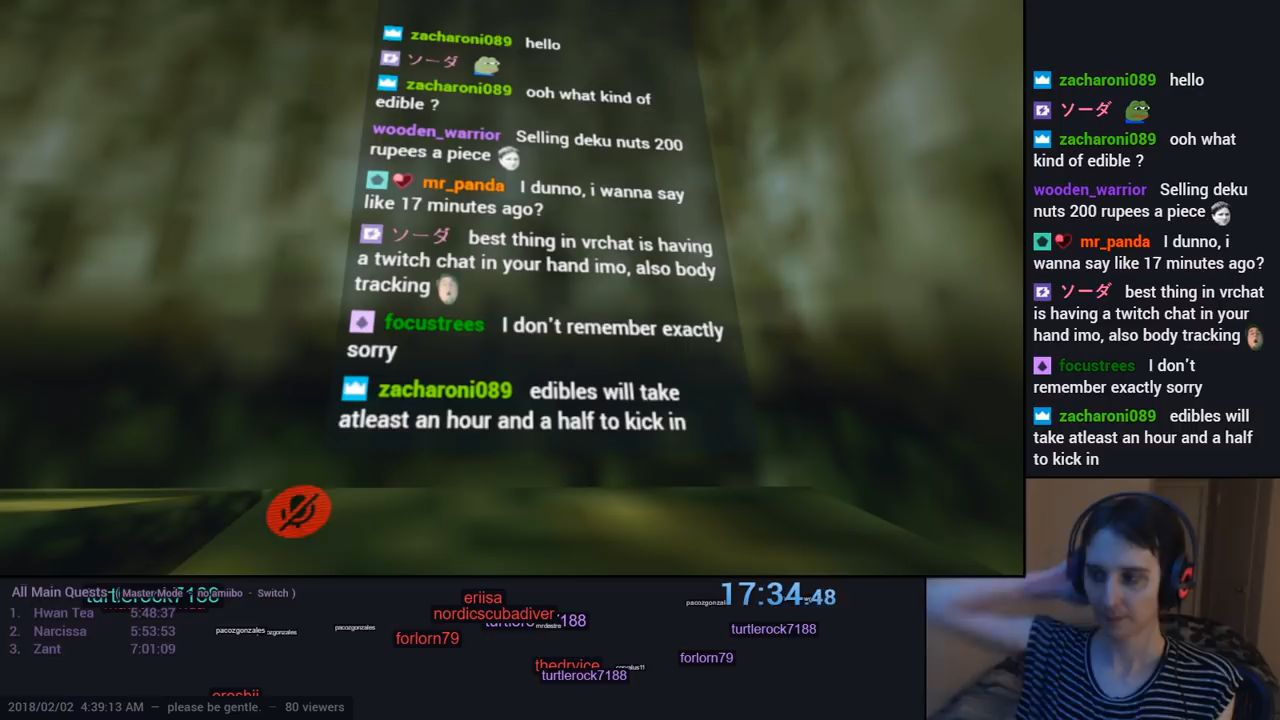 zacharoni089 hello
ソーダ
zacharoni089 ooh what kind of
edible ?
wooden_warrior Selling deku nuts 200
rupees a piece
mr_panda I dunno, i wanna say
like 17 minutes ago?
ソーダ best thing in vrchat is having
a twitch chat in your hand imo, also body
tracking
focustrees I don't remember exactly
sorry
zacharoni089 edibles will take
atleast an hour and a half to kick in
zacharoni089 hello
ソーダ
zacharoni089 ooh what
kind of edible ?
wooden_warrior Selling deku
nuts 200 rupees a piece
mr_panda I dunno, i
wanna say like 17 minutes ago?
ソーダ best thing in vrchat is
having a twitch chat in your
hand imo, also body tracking
focustrees I don't
remember exactly sorry
zacharoni089 edibles will
take atleast an hour and a half
to kick in
All Main Quests ( Master Mode - no amiibo - Switch )
turtlerock7188
1. Hwan Tea 5:48:37
2. Narcissa 5:53:53
3. Zant 7:01:09
pacozgonzales
pacozgonzales
eriisa
nordicscubadiver
forlorn79
thedrvice
turtlerock7188
17:34.48
turtlerock7188
forlorn79
2018/02/02 4:39:13 AM — please be gentle. — 80 viewers